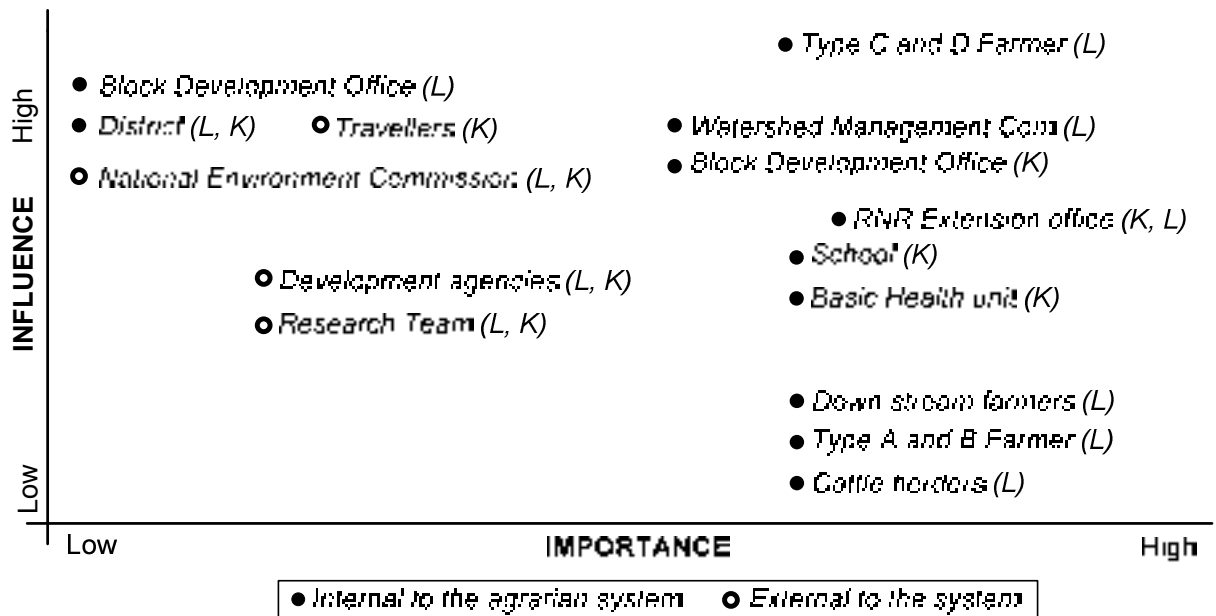 Type C and D Farmer (L)
Block Development Office (L)
District (L, K)
Travellers (K)
Watershed Management Com (L)
Block Development Office (K)
National Environment Commission (L, K)
RNR Extension office (K, L)
School (K)
Development agencies (L, K)
Basic Health unit (K)
Research Team (L, K)
Down stream farmers (L)
Type A and B Farmer (L)
Cattle herders (L)
High
INFLUENCE
Low
Low
IMPORTANCE
High
Internal to the agrarian system
External to the system